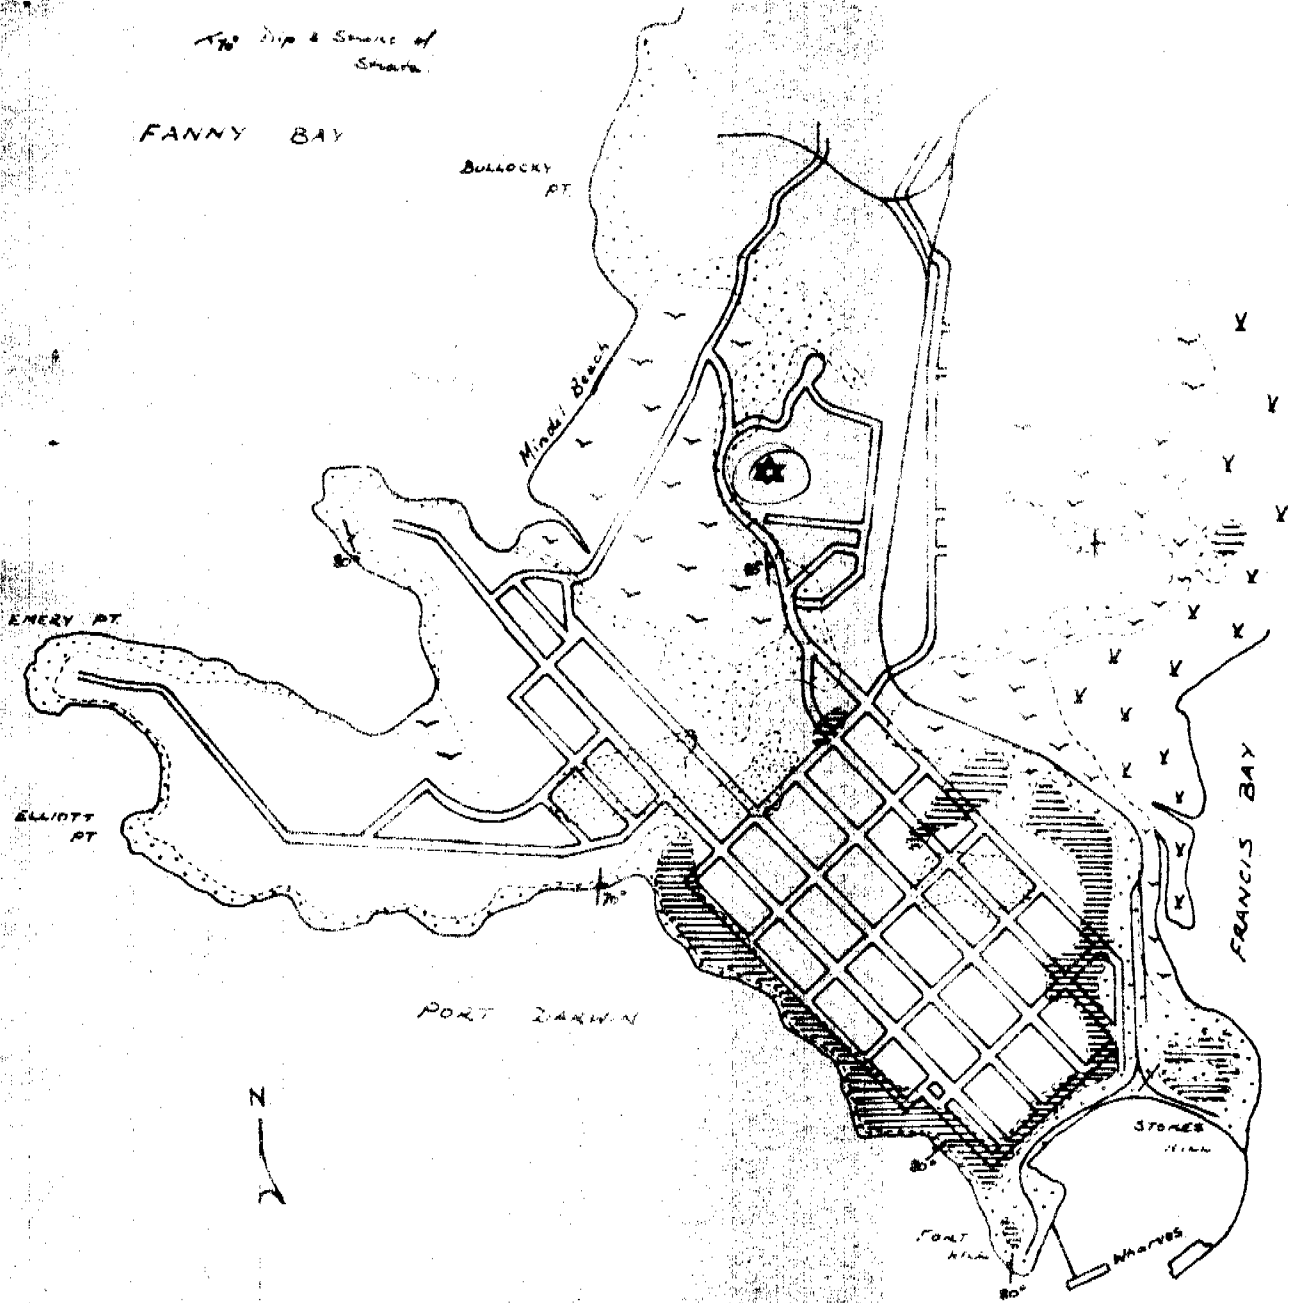 70° Dip & Strike of
Strata.
FANNY BAY
BULLOCKY
PT.
Mindil Beach
80°
85°
EMERY PT.
ELLIOTT
PT
70°
FRANCIS BAY
PORT DARWIN
N
STOKES
HILL
80°
FORT
HILL
Wharves
80°